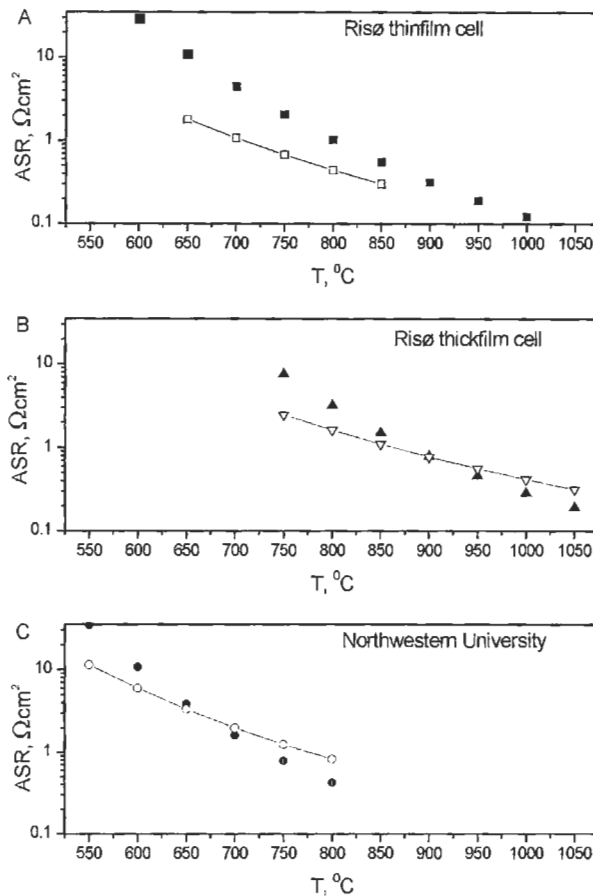 A
Risø thinfilm cell
ASR, Ωcm²
10
1
0.1
550 600 650 700 750 800 850 900 950 1000 1050
T, ⁰C
B
Risø thickfilm cell
ASR, Ωcm²
10
1
0.1
550 600 650 700 750 800 850 900 950 1000 1050
T, ⁰C
C
Northwestern University
ASR, Ωcm²
10
1
0.1
550 600 650 700 750 800 850 900 950 1000 1050
T, ⁰C